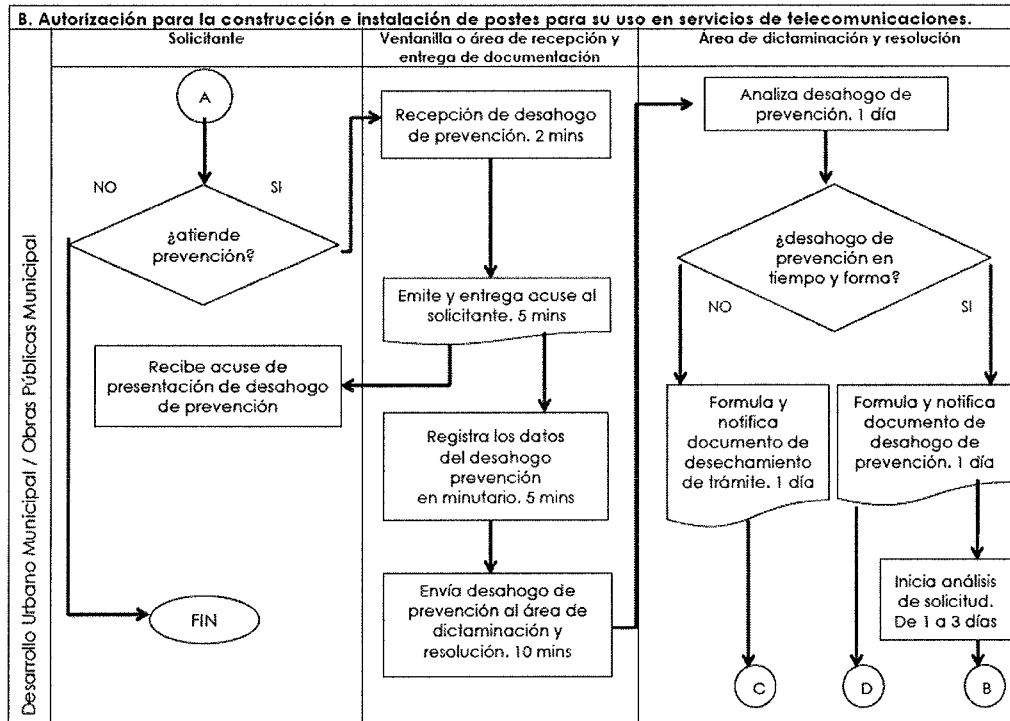 B. Autorización para la construcción e instalación de postes para su uso en servicios de telecomunicaciones.
Solicitante
Ventanilla o área de recepción y
entrega de documentación
Área de dictaminación y resolución
Desarrollo Urbano Municipal / Obras Públicas Municipal
A
NO
SI
¿atiende
prevención?
Recibe acuse de
presentación de desahogo
de prevención
FIN
Recepción de desahogo
de prevención. 2 mins
Emite y entrega acuse al
solicitante. 5 mins
Registra los datos
del desahogo
prevención
en minutario. 5 mins
Envía desahogo de
prevención al área de
dictaminación y
resolución. 10 mins
Analiza desahogo de
prevención. 1 día
¿desahogo de
prevención en
tiempo y forma?
NO
SI
Formula y
notifica
documento de
desechamiento
de trámite. 1 día
Formula y notifica
documento de
desahogo de
prevención. 1 día
Inicia análisis
de solicitud.
De 1 a 3 días
C
D
B